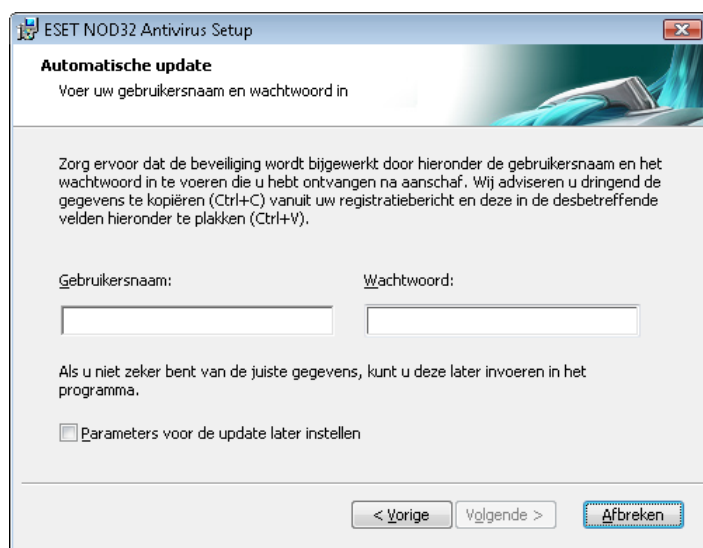 ESET NOD32 Antivirus Setup
Automatische update
Voer uw gebruikersnaam en wachtwoord in
Zorg ervoor dat de beveiliging wordt bijgewerkt door hieronder de gebruikersnaam en het
wachtwoord in te voeren die u hebt ontvangen na aanschaf. Wij adviseren u dringend de
gegevens te kopiëren (Ctrl+C) vanuit uw registratiebericht en deze in de desbetreffende
velden hieronder te plakken (Ctrl+V).
Gebruikersnaam: Wachtwoord:
Als u niet zeker bent van de juiste gegevens, kunt u deze later invoeren in het
programma.
Parameters voor de update later instellen
< Vorige Volgende > Afbreken